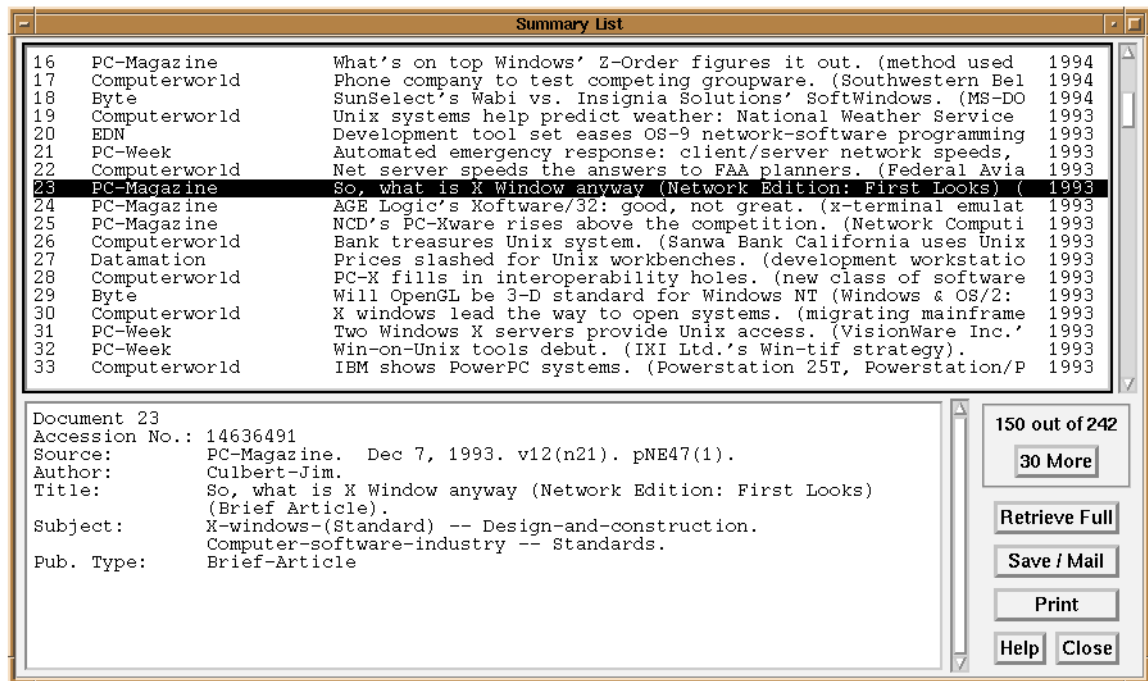 Summary List
16 PC-Magazine What's on top Windows' Z-Order figures it out. (method used 1994
17 Computerworld Phone company to test competing groupware. (Southwestern Bel 1994
18 Byte SunSelect's Wabi vs. Insignia Solutions' SoftWindows. (MS-DO 1994
19 Computerworld Unix systems help predict weather: National Weather Service 1993
20 EDN Development tool set eases OS-9 network-software programming 1993
21 PC-Week Automated emergency response: client/server network speeds, 1993
22 Computerworld Net server speeds the answers to FAA planners. (Federal Avia 1993
23 PC-Magazine So, what is X Window anyway (Network Edition: First Looks) ( 1993
24 PC-Magazine AGE Logic's Xoftware/32: good, not great. (x-terminal emulat 1993
25 PC-Magazine NCD's PC-Xware rises above the competition. (Network Computi 1993
26 Computerworld Bank treasures Unix system. (Sanwa Bank California uses Unix 1993
27 Datamation Prices slashed for Unix workbenches. (development workstatio 1993
28 Computerworld PC-X fills in interoperability holes. (new class of software 1993
29 Byte Will OpenGL be 3-D standard for Windows NT (Windows & OS/2: 1993
30 Computerworld X windows lead the way to open systems. (migrating mainframe 1993
31 PC-Week Two Windows X servers provide Unix access. (VisionWare Inc.' 1993
32 PC-Week Win-on-Unix tools debut. (IXI Ltd.'s Win-tif strategy). 1993
33 Computerworld IBM shows PowerPC systems. (Powerstation 25T, Powerstation/P 1993
Document 23
Accession No.: 14636491
Source: PC-Magazine. Dec 7, 1993. v12(n21). pNE47(1).
Author: Culbert-Jim.
Title: So, what is X Window anyway (Network Edition: First Looks)
(Brief Article).
Subject: X-windows-(Standard) -- Design-and-construction.
Computer-software-industry -- Standards.
Pub. Type: Brief-Article
150 out of 242
30 More
Retrieve Full
Save / Mail
Print
Help Close